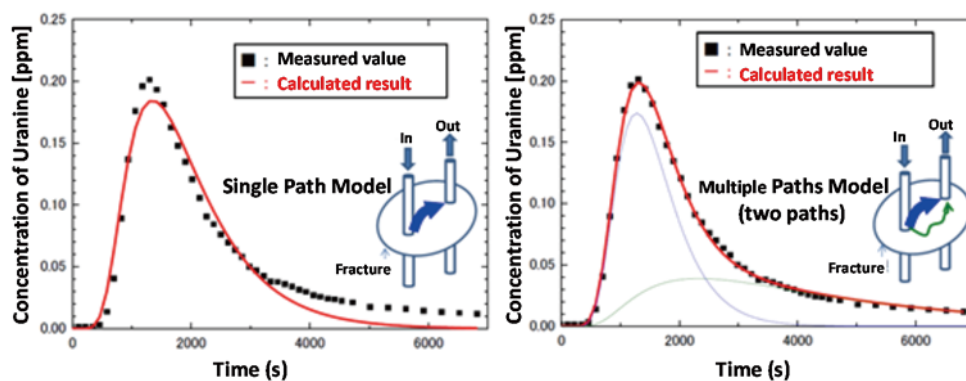 Concentration of Uranine [ppm]
0.25
0.20
0.15
0.10
0.05
0.00
■ : Measured value
— : Calculated result
In
Out
Single Path Model
Fracture
0
2000
4000
6000
Time (s)
Concentration of Uranine [ppm]
0.25
0.20
0.15
0.10
0.05
0.00
■ : Measured value
— : Calculated result
In
Out
Multiple Paths Model
(two paths)
Fracture
0
2000
4000
6000
Time (s)